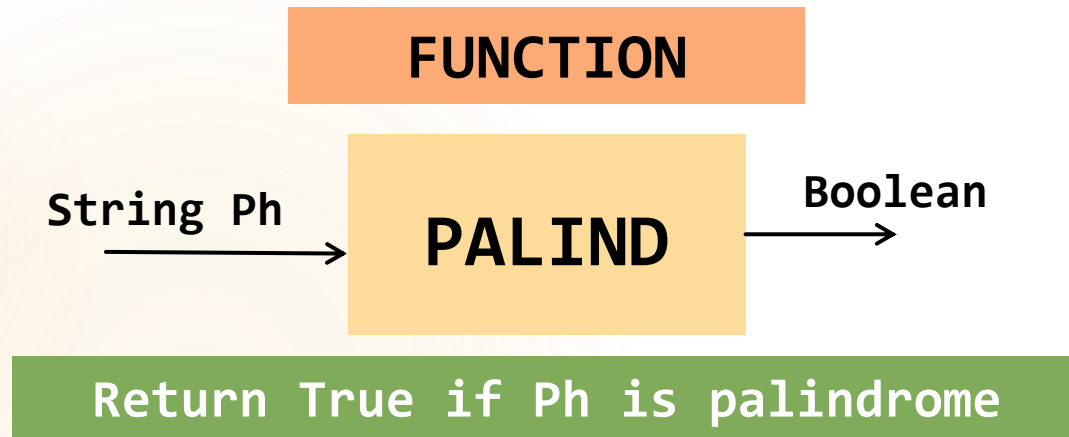 FUNCTION
String Ph
PALIND
Boolean
Return True if Ph is palindrome